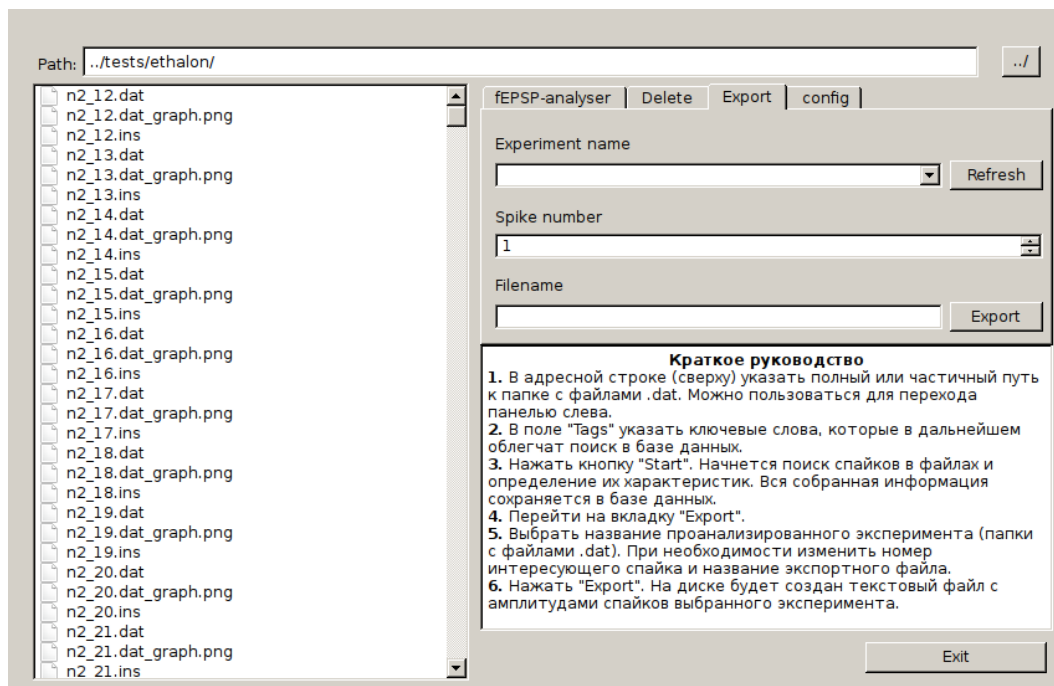 Path: ../tests/ethalon/
../
n2_12.dat
n2_12.dat_graph.png
n2_12.ins
n2_13.dat
n2_13.dat_graph.png
n2_13.ins
n2_14.dat
n2_14.dat_graph.png
n2_14.ins
n2_15.dat
n2_15.dat_graph.png
n2_15.ins
n2_16.dat
n2_16.dat_graph.png
n2_16.ins
n2_17.dat
n2_17.dat_graph.png
n2_17.ins
n2_18.dat
n2_18.dat_graph.png
n2_18.ins
n2_19.dat
n2_19.dat_graph.png
n2_19.ins
n2_20.dat
n2_20.dat_graph.png
n2_20.ins
n2_21.dat
n2_21.dat_graph.png
n2_21.ins
fEPSP-analyser Delete Export config
Experiment name
Refresh
Spike number
1
Filename
Export
Краткое руководство
1. В адресной строке (сверху) указать полный или частичный путь
к папке с файлами .dat. Можно пользоваться для перехода
панелью слева.
2. В поле "Tags" указать ключевые слова, которые в дальнейшем
облегчат поиск в базе данных.
3. Нажать кнопку "Start". Начнется поиск спайков в файлах и
определение их характеристик. Вся собранная информация
сохраняется в базе данных.
4. Перейти на вкладку "Export".
5. Выбрать название проанализированного эксперимента (папки
с файлами .dat). При необходимости изменить номер
интересующего спайка и название экспортного файла.
6. Нажать "Export". На диске будет создан текстовый файл с
амплитудами спайков выбранного эксперимента.
Exit